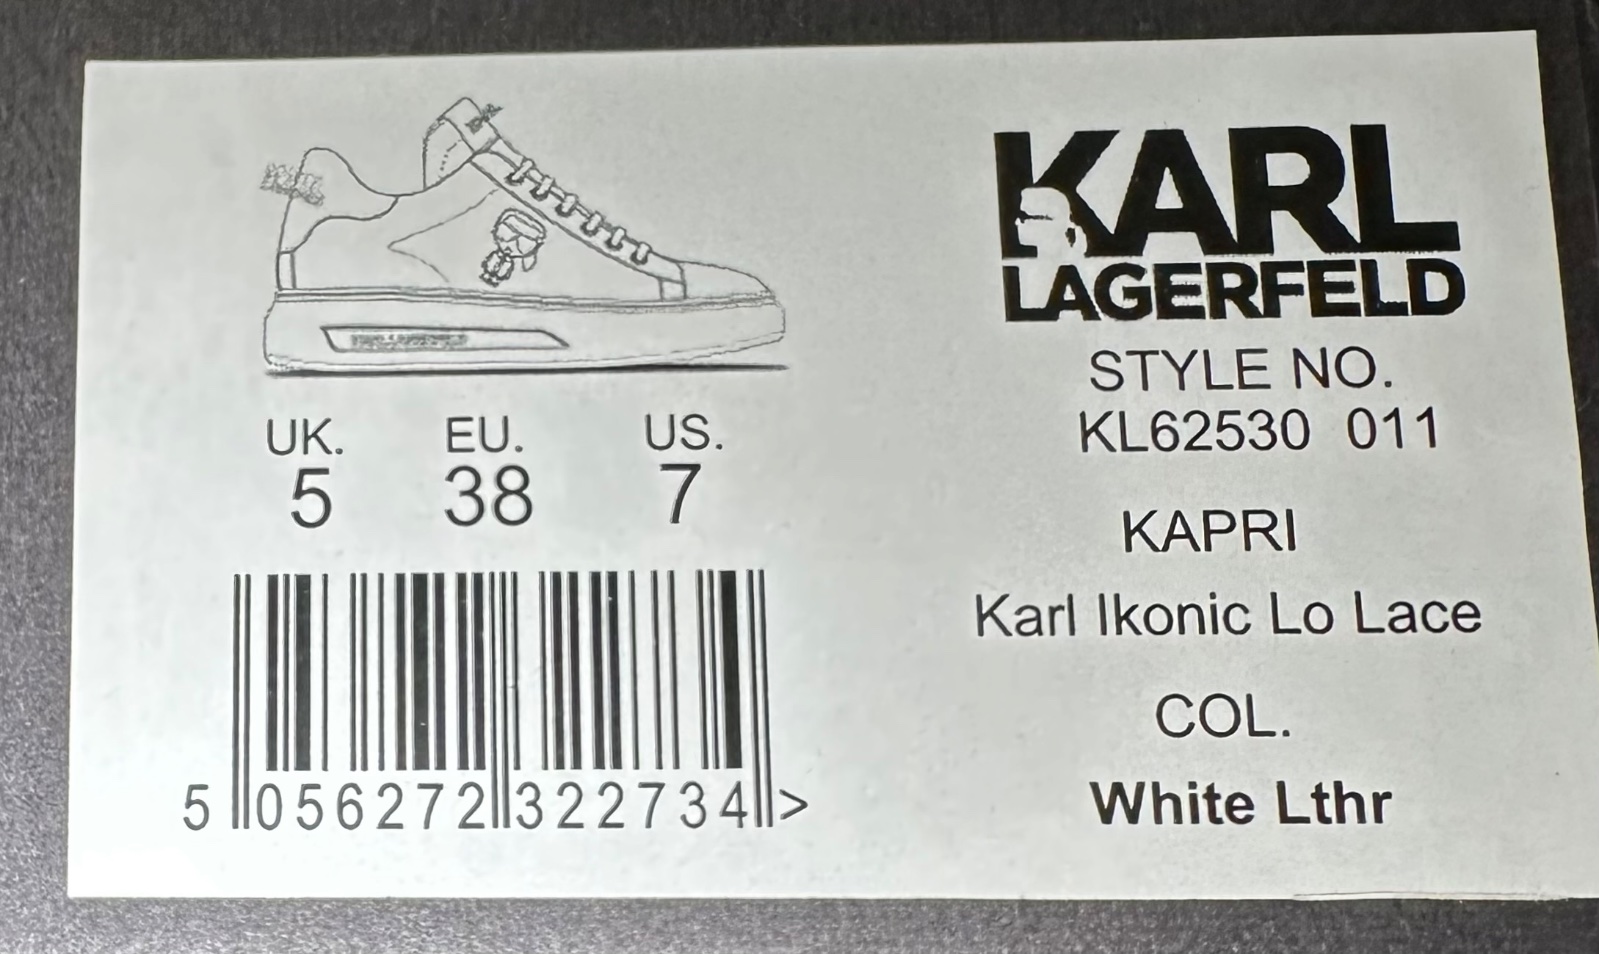 UK. EU. US.
5 38 7
5 056272 322734 >
KARL
LAGERFELD
STYLE NO.
KL62530 011
KAPRI
Karl Ikonic Lo Lace
COL.
White Lthr